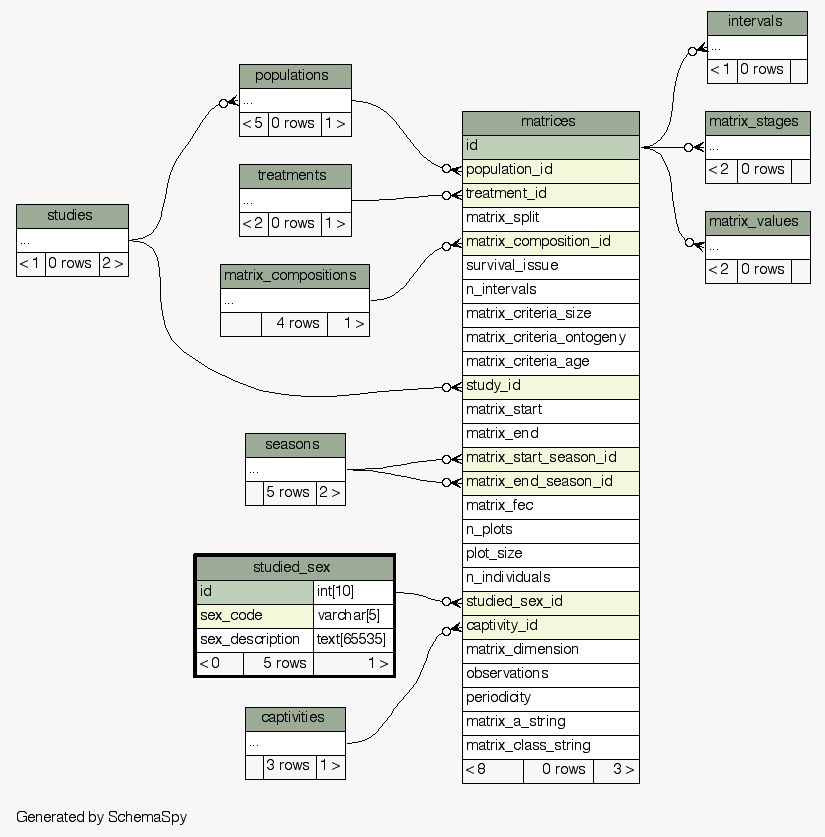 intervals
...
< 1 0 rows
populations
...
< 5 0 rows 1 >
matrices
id
population_id
treatment_id
matrix_split
matrix_composition_id
survival_issue
n_intervals
matrix_criteria_size
matrix_criteria_ontogeny
matrix_criteria_age
study_id
matrix_start
matrix_end
matrix_start_season_id
matrix_end_season_id
matrix_fec
n_plots
plot_size
n_individuals
studied_sex_id
captivity_id
matrix_dimension
observations
periodicity
matrix_a_string
matrix_class_string
< 8 0 rows 3 >
matrix_stages
...
< 2 0 rows
treatments
...
< 2 0 rows 1 >
studies
...
< 1 0 rows 2 >
matrix_values
...
< 2 0 rows
matrix_compositions
...
4 rows 1 >
seasons
...
5 rows 2 >
studied_sex
id int[10]
sex_code varchar[5]
sex_description text[65535]
< 0 5 rows 1 >
captivities
...
3 rows 1 >
Generated by SchemaSpy